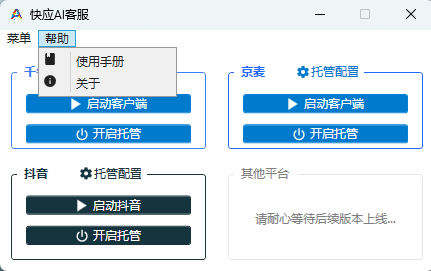 快应AI客服
菜单 帮助
使用手册
关于
启动客户端
开启托管
京麦 托管配置
启动客户端
开启托管
抖音 托管配置
启动抖音
开启托管
其他平台
请耐心等待后续版本上线...